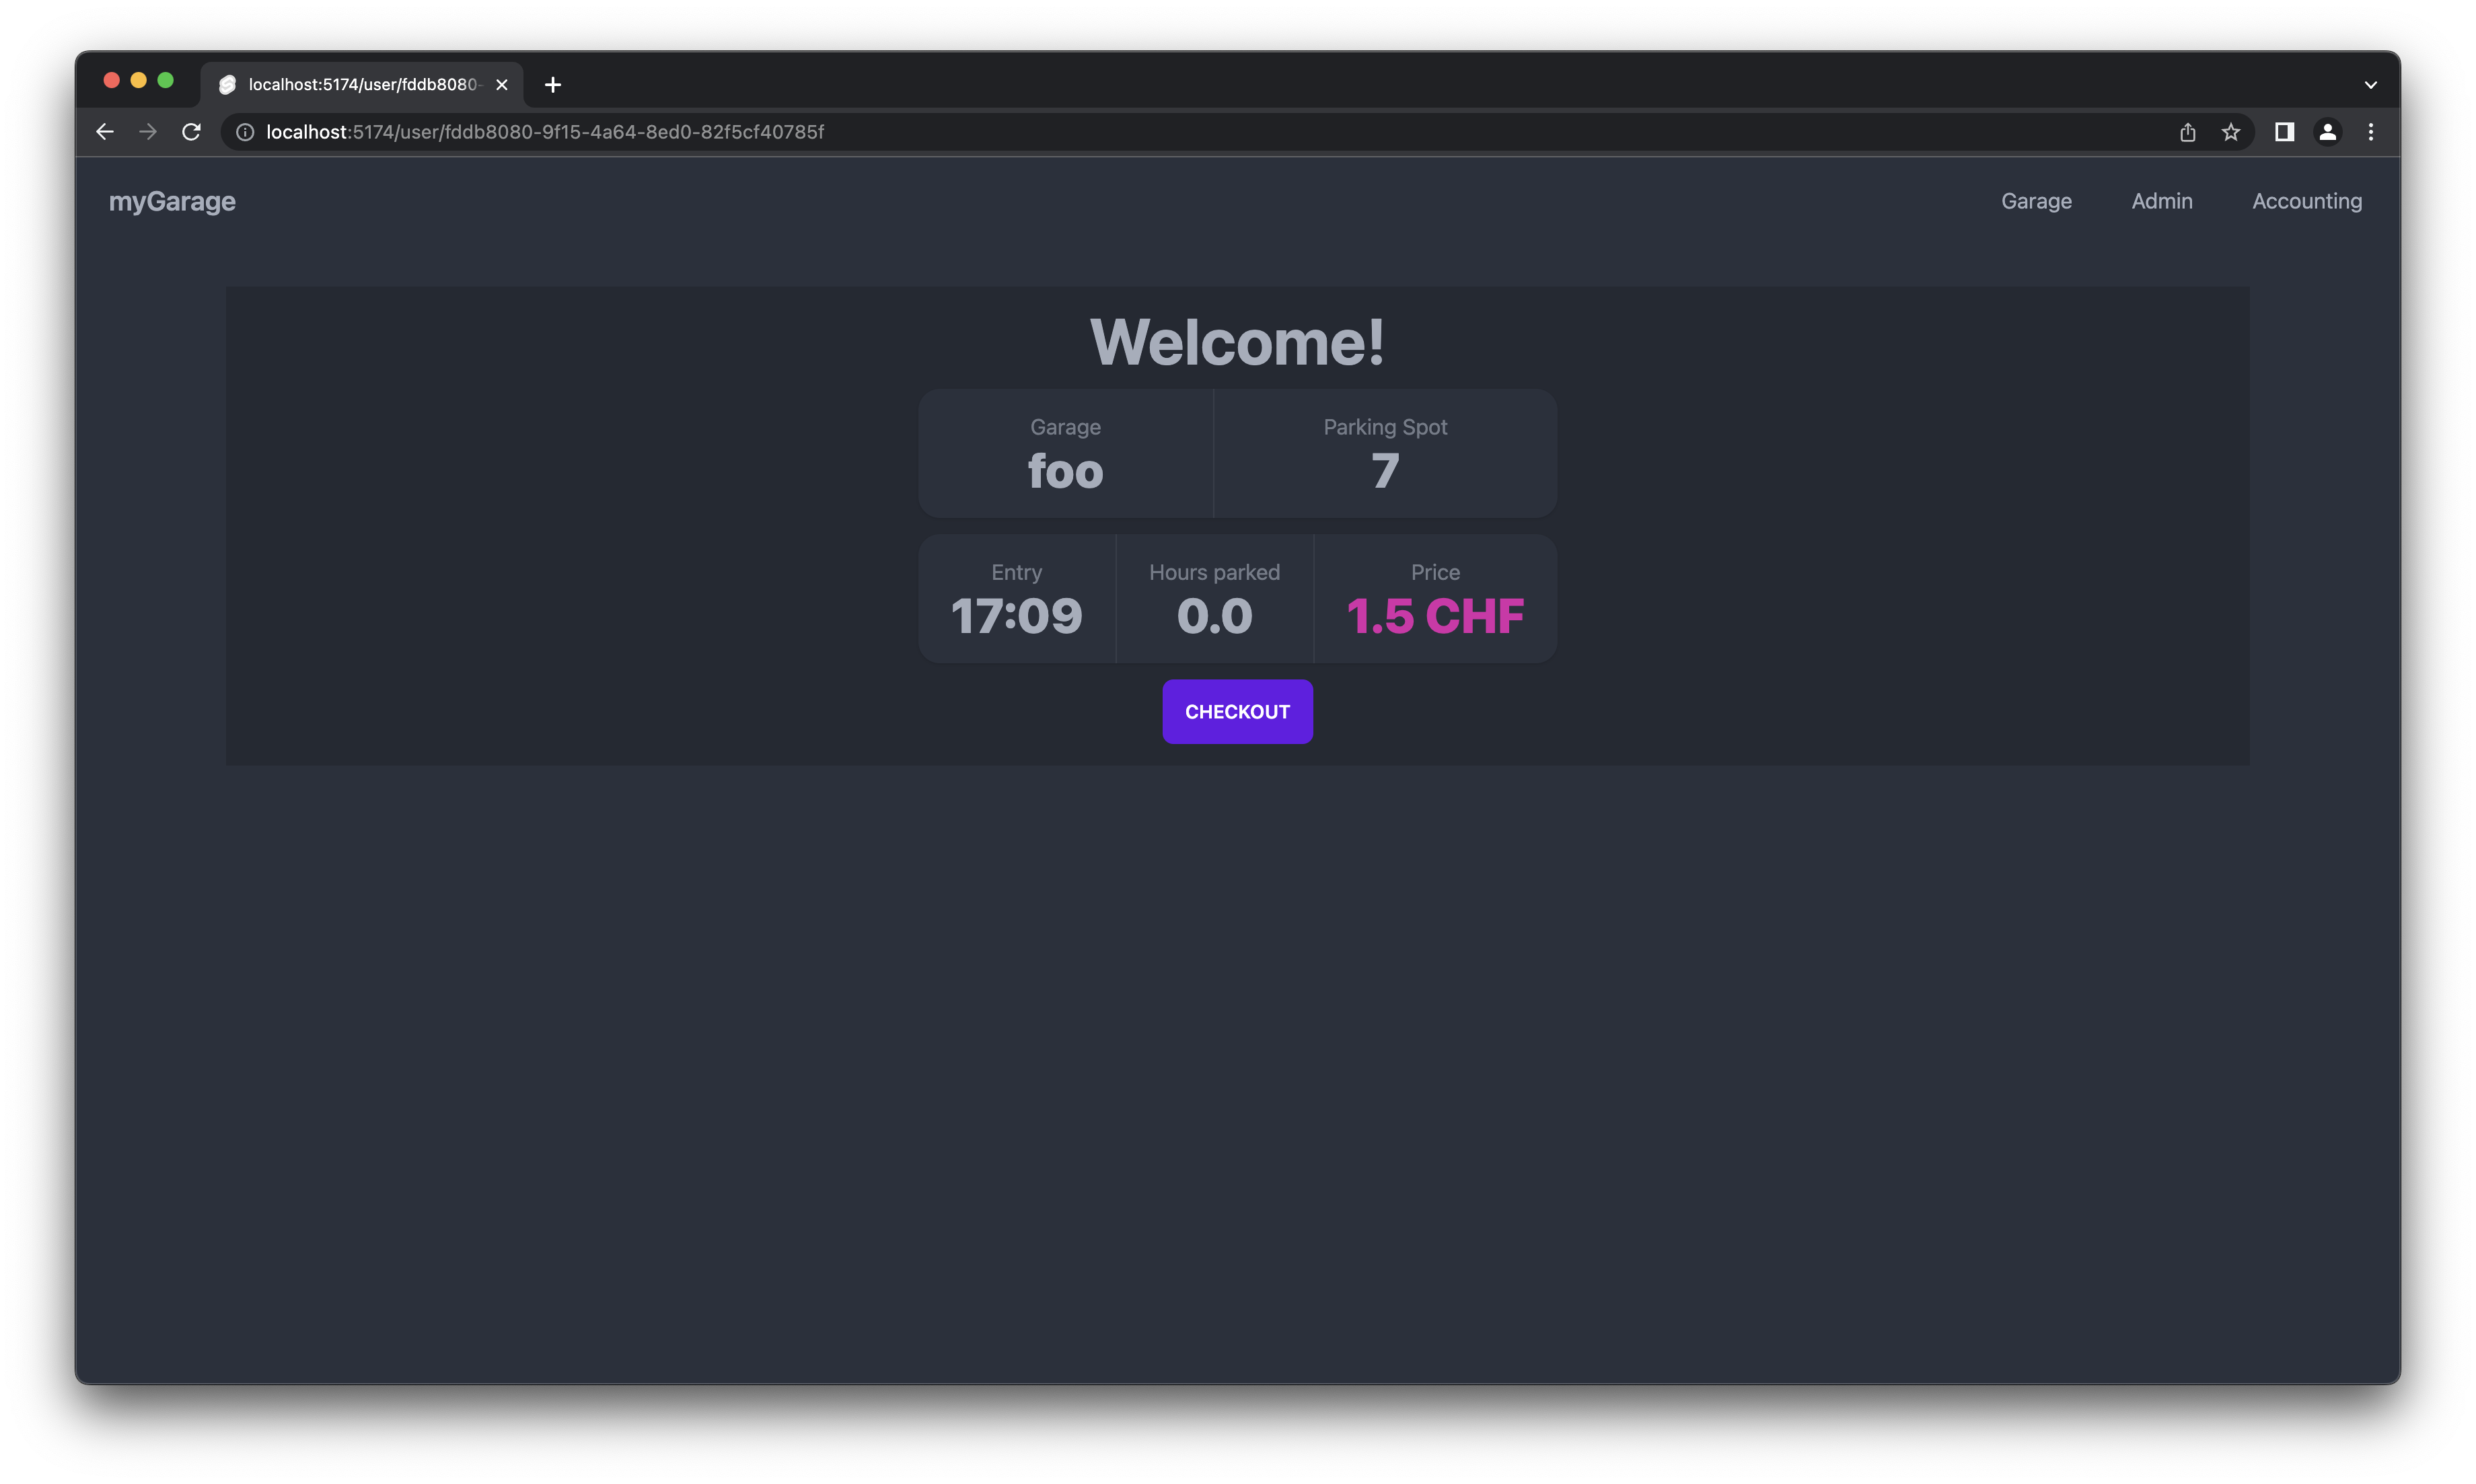 localhost:5174/user/fddb8080-
localhost:5174/user/fddb8080-9f15-4a64-8ed0-82f5cf40785f
myGarage Garage Admin Accounting
Welcome!
Garage Parking Spot
foo 7
Entry Hours parked Price
17:09 0.0 1.5 CHF
CHECKOUT